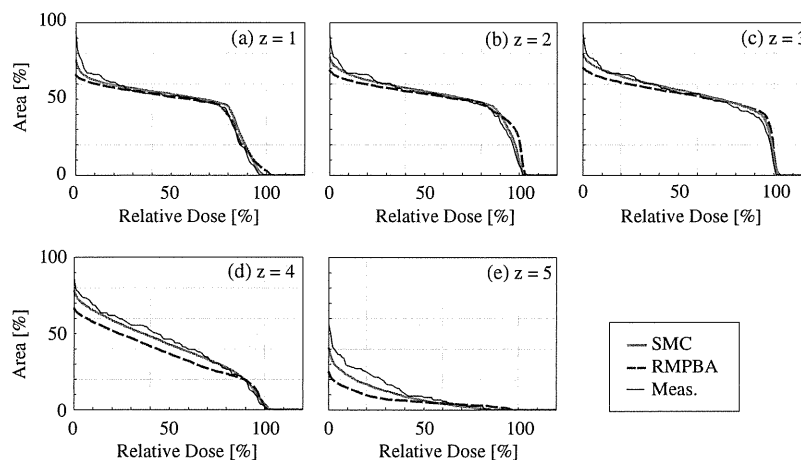 100
(a) z = 1
(b) z = 2
(c) z = 3
Area [%]
50
0
0 50 100
0 50 100
0 50 100
Relative Dose [%]
Relative Dose [%]
Relative Dose [%]
100
(d) z = 4
(e) z = 5
Area [%]
50
0
0 50 100
0 50 100
Relative Dose [%]
Relative Dose [%]
SMC
RMPBA
Meas.